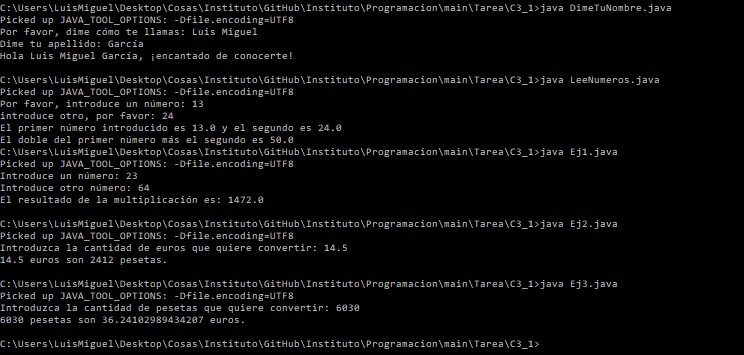 C:\Users\LuisMiguel\Desktop\Cosas\Instituto\GitHub\Instituto\Programacion\main\Tarea\C3_1>java DimeTuNombre.java
Picked up JAVA_TOOL_OPTIONS: -Dfile.encoding=UTF8
Por favor, dime cómo te llamas: Luis Miguel
Dime tu apellido: García
Hola Luis Miguel García, ¡encantado de conocerte!
C:\Users\LuisMiguel\Desktop\Cosas\Instituto\GitHub\Instituto\Programacion\main\Tarea\C3_1>java LeeNumeros.java
Picked up JAVA_TOOL_OPTIONS: -Dfile.encoding=UTF8
Por favor, introduce un número: 13
introduce otro, por favor: 24
El primer número introducido es 13.0 y el segundo es 24.0
El doble del primer número más el segundo es 50.0
C:\Users\LuisMiguel\Desktop\Cosas\Instituto\GitHub\Instituto\Programacion\main\Tarea\C3_1>java Ej1.java
Picked up JAVA_TOOL_OPTIONS: -Dfile.encoding=UTF8
Introduce un número: 23
Introduce otro número: 64
El resultado de la multiplicación es: 1472.0
C:\Users\LuisMiguel\Desktop\Cosas\Instituto\GitHub\Instituto\Programacion\main\Tarea\C3_1>java Ej2.java
Picked up JAVA_TOOL_OPTIONS: -Dfile.encoding=UTF8
Introduzca la cantidad de euros que quiere convertir: 14.5
14.5 euros son 2412 pesetas.
C:\Users\LuisMiguel\Desktop\Cosas\Instituto\GitHub\Instituto\Programacion\main\Tarea\C3_1>java Ej3.java
Picked up JAVA_TOOL_OPTIONS: -Dfile.encoding=UTF8
Introduzca la cantidad de pesetas que quiere convertir: 6030
6030 pesetas son 36.24102989434207 euros.
C:\Users\LuisMiguel\Desktop\Cosas\Instituto\GitHub\Instituto\Programacion\main\Tarea\C3_1>